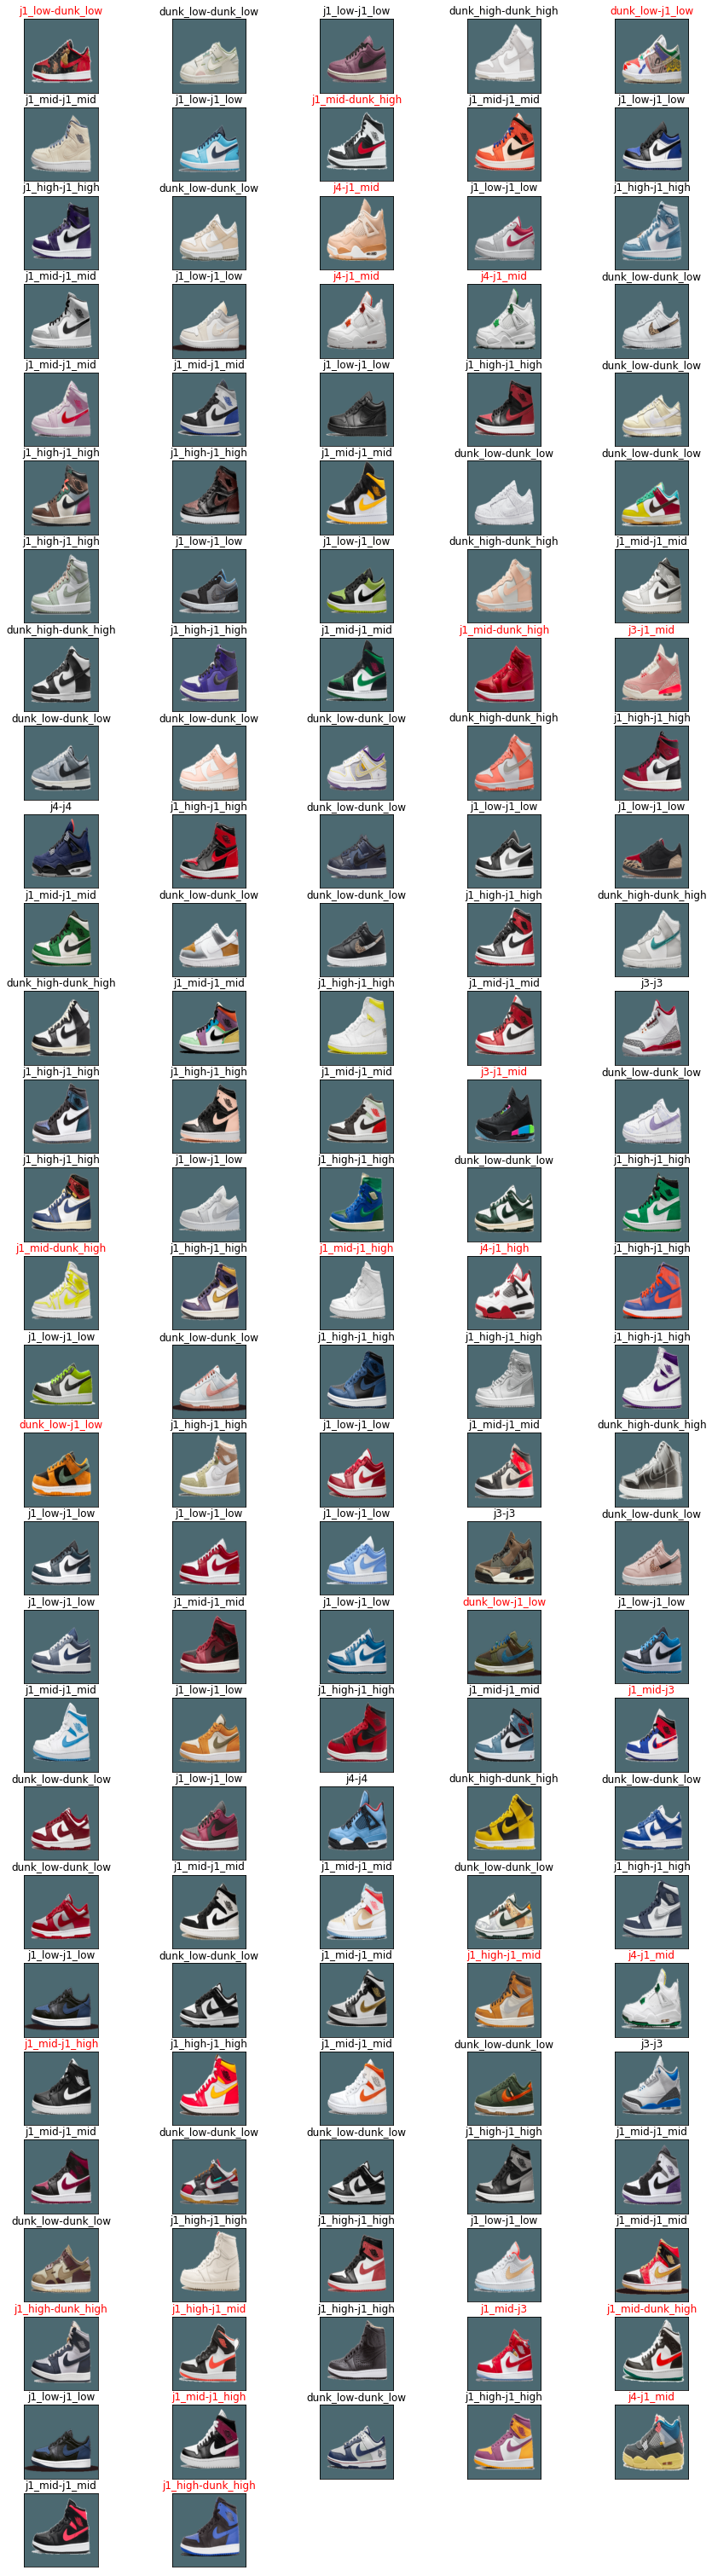 j1_low-dunk_low dunk_low-dunk_low j1_low-j1_low dunk_high-dunk_high dunk_low-j1_low
j1_mid-j1_mid j1_low-j1_low j1_mid-dunk_high j1_mid-j1_mid j1_low-j1_low
j1_high-j1_high dunk_low-dunk_low j4-j1_mid j1_low-j1_low j1_high-j1_high
j1_mid-j1_mid j1_low-j1_low j4-j1_mid j4-j1_mid dunk_low-dunk_low
j1_mid-j1_mid j1_mid-j1_mid j1_low-j1_low j1_high-j1_high dunk_low-dunk_low
j1_high-j1_high j1_high-j1_high j1_mid-j1_mid dunk_low-dunk_low dunk_low-dunk_low
j1_high-j1_high j1_low-j1_low j1_low-j1_low dunk_high-dunk_high j1_mid-j1_mid
dunk_high-dunk_high j1_high-j1_high j1_mid-j1_mid j1_mid-dunk_high j3-j1_mid
dunk_low-dunk_low dunk_low-dunk_low dunk_low-dunk_low dunk_high-dunk_high j1_high-j1_high
j4-j4 j1_high-j1_high dunk_low-dunk_low j1_low-j1_low j1_low-j1_low
j1_mid-j1_mid dunk_low-dunk_low dunk_low-dunk_low j1_high-j1_high dunk_high-dunk_high
dunk_high-dunk_high j1_mid-j1_mid j1_high-j1_high j1_mid-j1_mid j3-j3
j1_high-j1_high j1_high-j1_high j1_mid-j1_mid j3-j1_mid dunk_low-dunk_low
j1_high-j1_high j1_low-j1_low j1_high-j1_high dunk_low-dunk_low j1_high-j1_high
j1_mid-dunk_high j1_high-j1_high j1_mid-j1_high j4-j1_high j1_high-j1_high
j1_low-j1_low dunk_low-dunk_low j1_high-j1_high j1_high-j1_high j1_high-j1_high
dunk_low-j1_low j1_high-j1_high j1_low-j1_low j1_mid-j1_mid dunk_high-dunk_high
j1_low-j1_low j1_low-j1_low j1_low-j1_low j3-j3 dunk_low-dunk_low
j1_low-j1_low j1_mid-j1_mid j1_low-j1_low dunk_low-j1_low j1_low-j1_low
j1_mid-j1_mid j1_low-j1_low j1_high-j1_high j1_mid-j1_mid j1_mid-j3
dunk_low-dunk_low j1_low-j1_low j4-j4 dunk_high-dunk_high dunk_low-dunk_low
dunk_low-dunk_low j1_mid-j1_mid j1_mid-j1_mid dunk_low-dunk_low j1_high-j1_high
j1_low-j1_low dunk_low-dunk_low j1_mid-j1_mid j1_high-j1_mid j4-j1_mid
j1_mid-j1_high j1_high-j1_high j1_mid-j1_mid dunk_low-dunk_low j3-j3
j1_mid-j1_mid dunk_low-dunk_low dunk_low-dunk_low j1_high-j1_high j1_mid-j1_mid
dunk_low-dunk_low j1_high-j1_high j1_high-j1_high j1_low-j1_low j1_mid-j1_mid
j1_high-dunk_high j1_high-j1_mid j1_high-j1_high j1_mid-j3 j1_mid-dunk_high
j1_low-j1_low j1_mid-j1_high dunk_low-dunk_low j1_high-j1_high j4-j1_mid
j1_mid-j1_mid j1_high-dunk_high